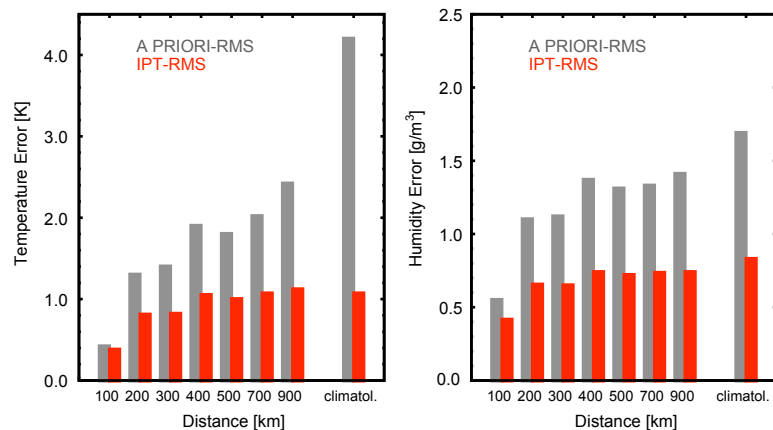 A PRIORI-RMS
IPT-RMS
Temperature Error [K]
4.0
3.0
2.0
1.0
0.0
100 200 300 400 500 700 900 climatol.
Distance [km]
A PRIORI-RMS
IPT-RMS
Humidity Error [g/m³]
2.5
2.0
1.5
1.0
0.5
0.0
100 200 300 400 500 700 900 climatol.
Distance [km]